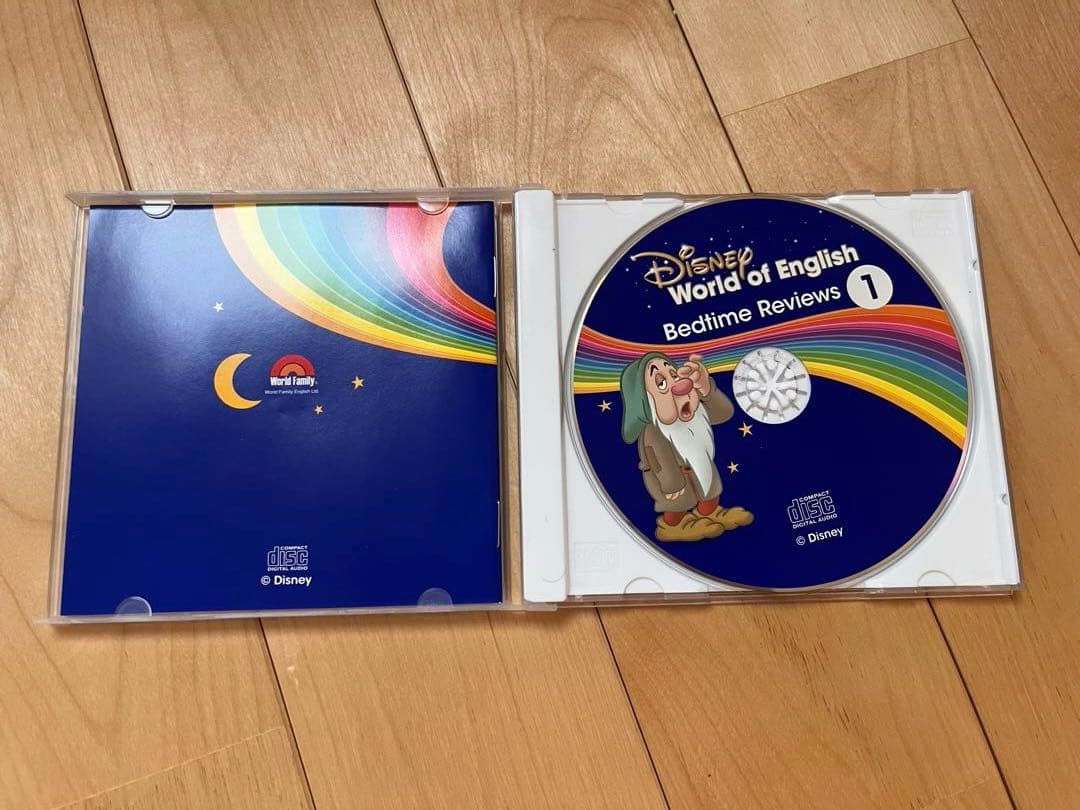 World Family
World Family English Ltd.
COMPACT
disc
DIGITAL AUDIO
© Disney
Disney
World of English
Bedtime Reviews 1
COMPACT
disc
DIGITAL AUDIO
© Disney